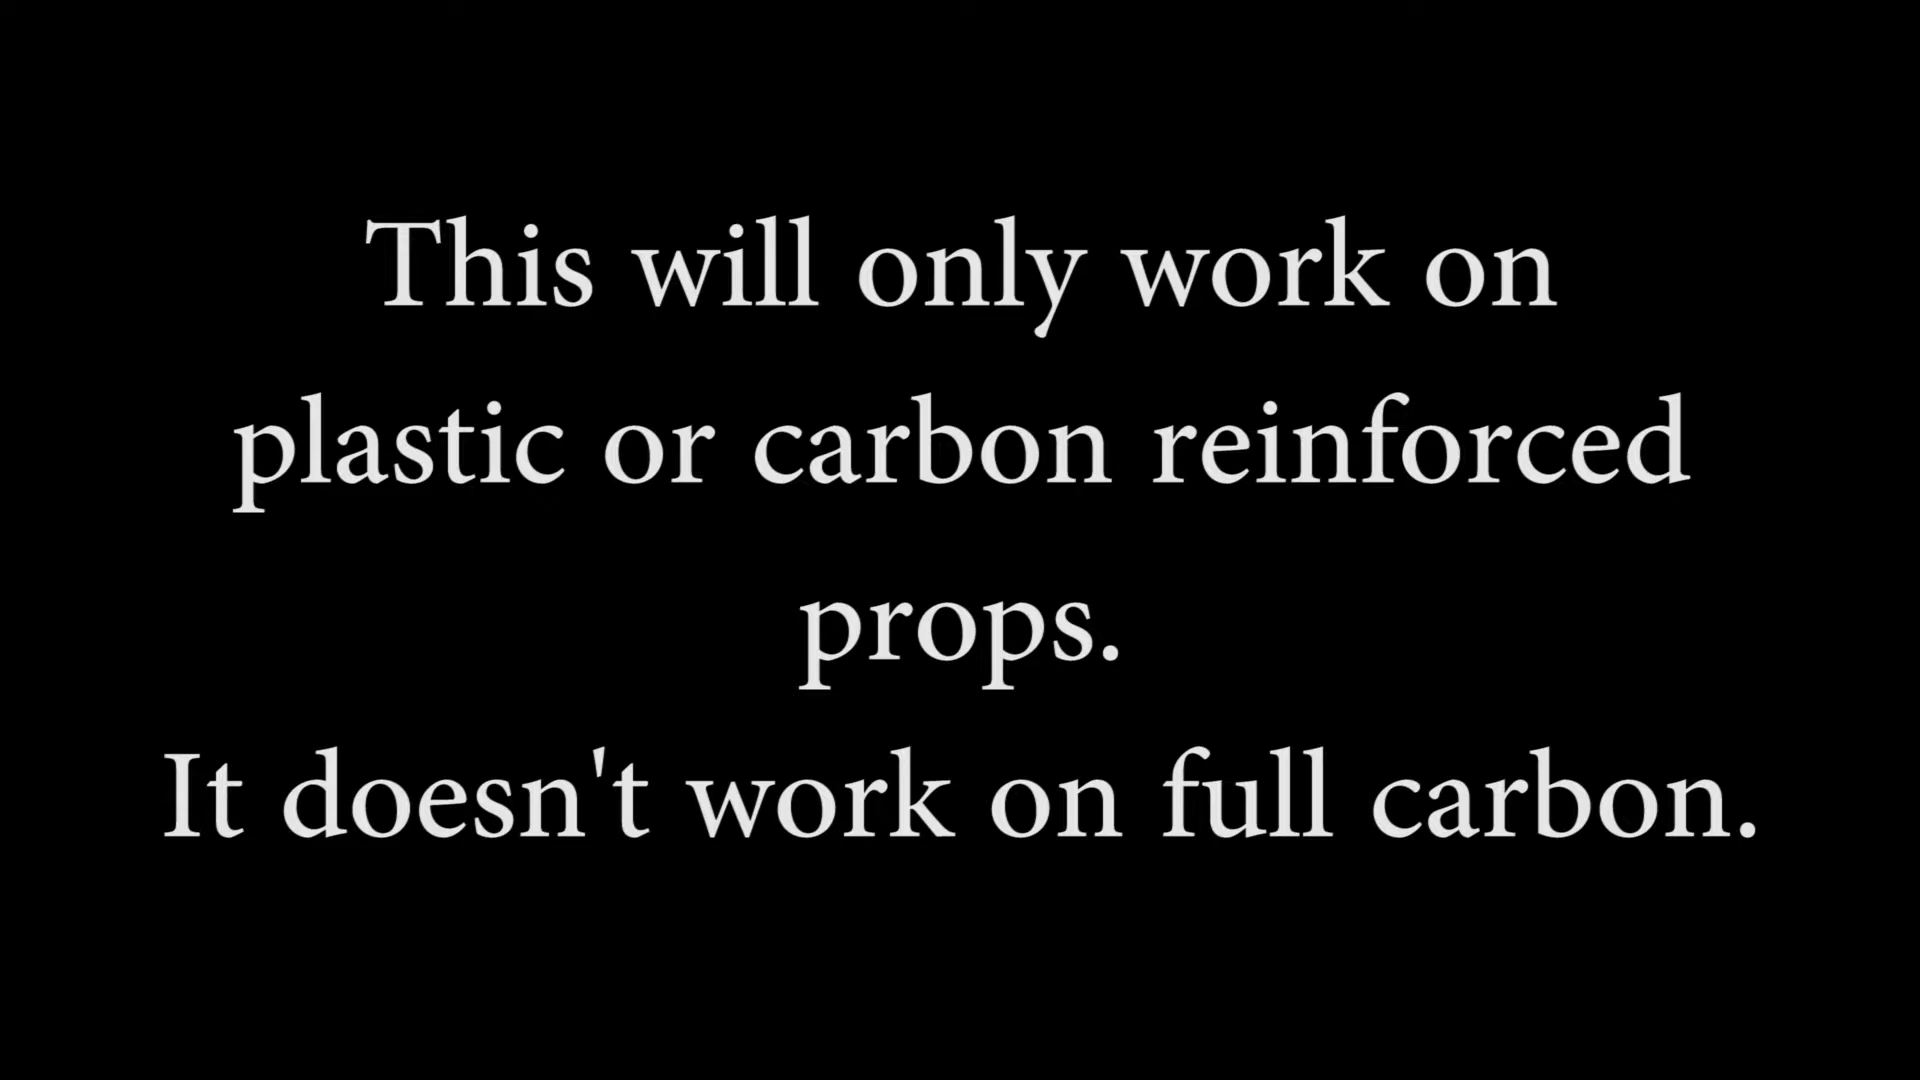 This will only work on
plastic or carbon reinforced
props.
It doesn't work on full carbon.